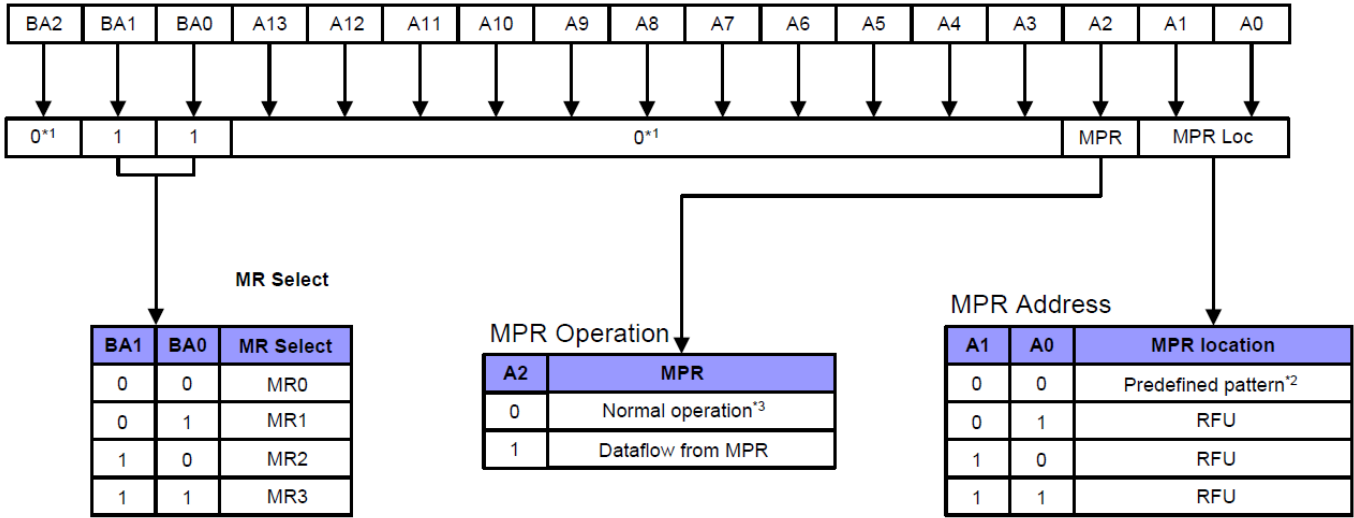 BA2 BA1 BA0 A13 A12 A11 A10 A9 A8 A7 A6 A5 A4 A3 A2 A1 A0
0*1 1 1 0*1 MPR MPR Loc
MR Select
BA1 BA0 MR Select
0 0 MR0
0 1 MR1
1 0 MR2
1 1 MR3
MPR Operation
A2 MPR
0 Normal operation*3
1 Dataflow from MPR
MPR Address
A1 A0 MPR location
0 0 Predefined pattern*2
0 1 RFU
1 0 RFU
1 1 RFU